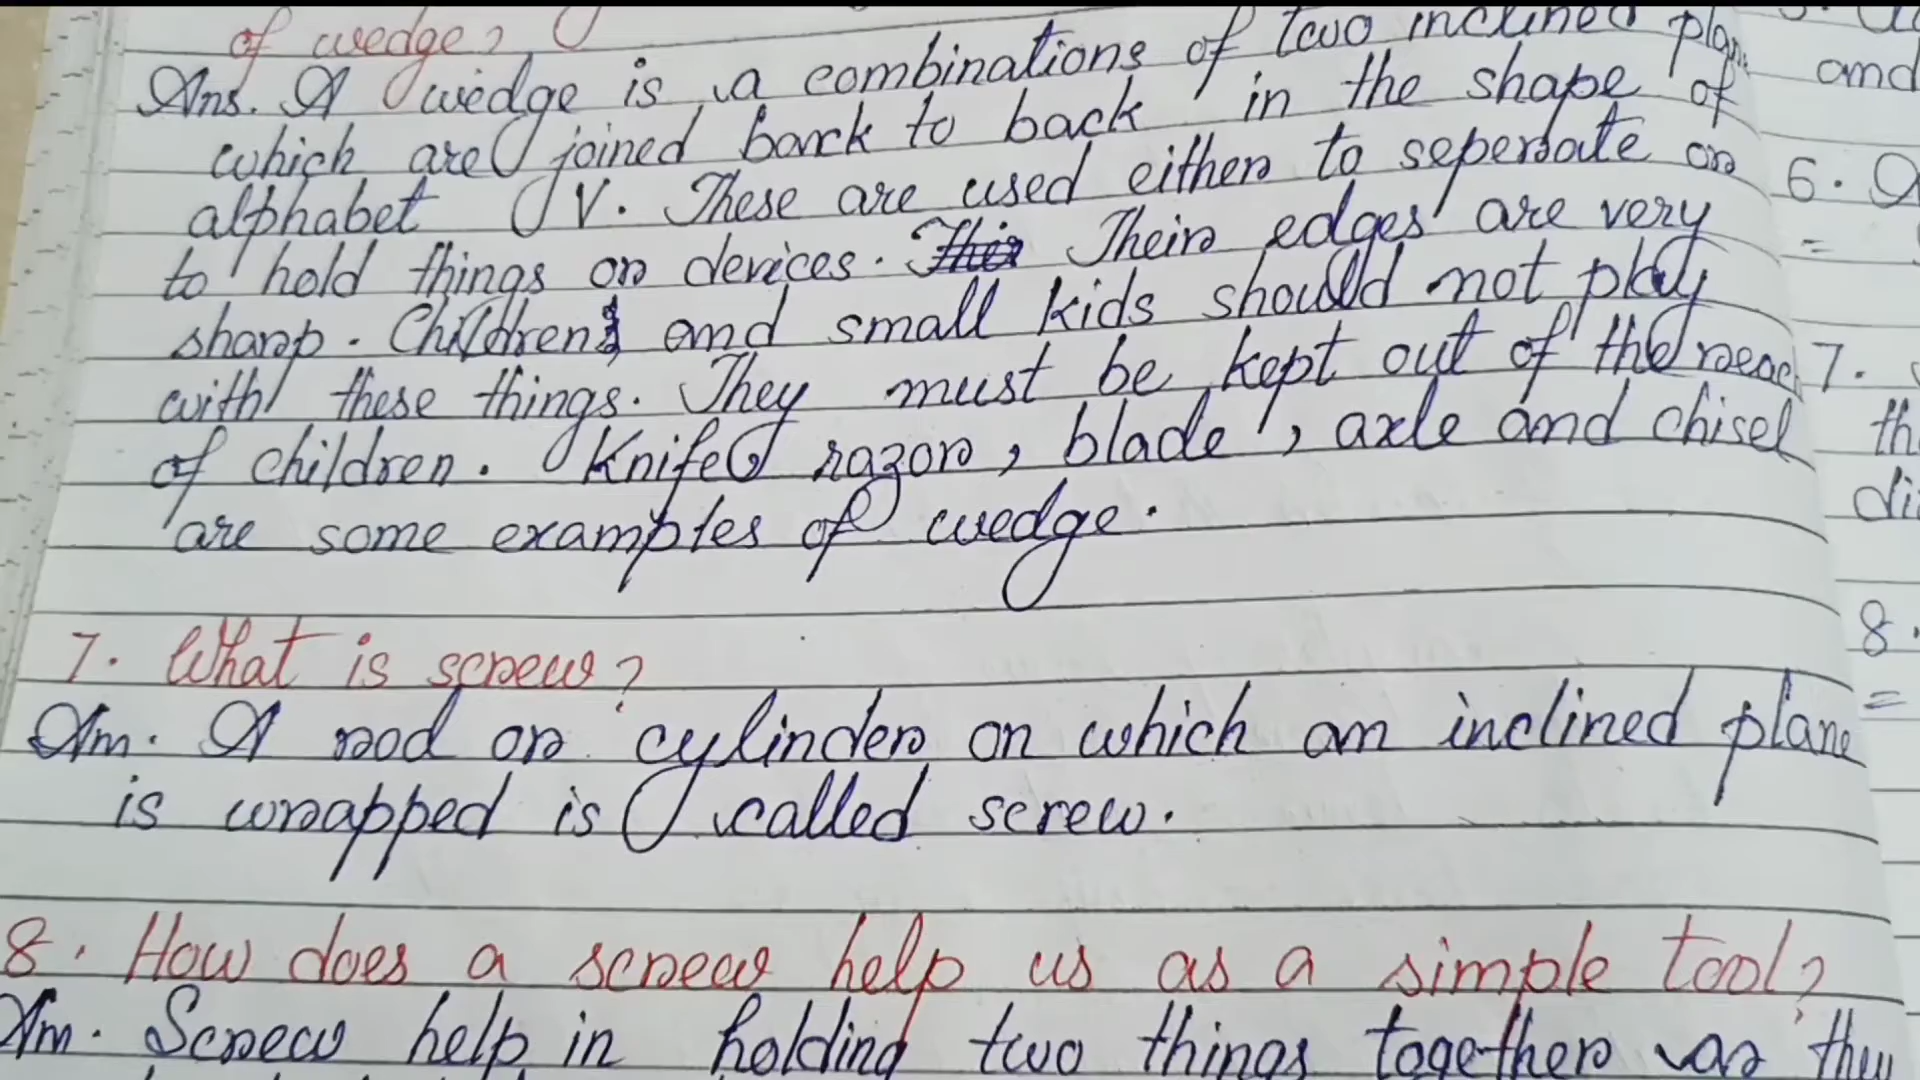 of wedge?
Ans. A wedge is a combinations of two inclined plane
which are joined back to back in the shape of
alphabet V. These are used either to seperate or
to hold things or devices. Their edges are very
sharp. Children and small kids should not play
with these things. They must be kept out of the reach
of children. Knife, razor, blade, axle and chisel
are some examples of wedge.
7. What is screw?
Ans. A rod or cylinder on which an inclined plane
is wrapped is called screw.
8. How does a screw help us as a simple tool?
Ans. Screw help in holding two things together or they
and
6.
=
7.
8.
=